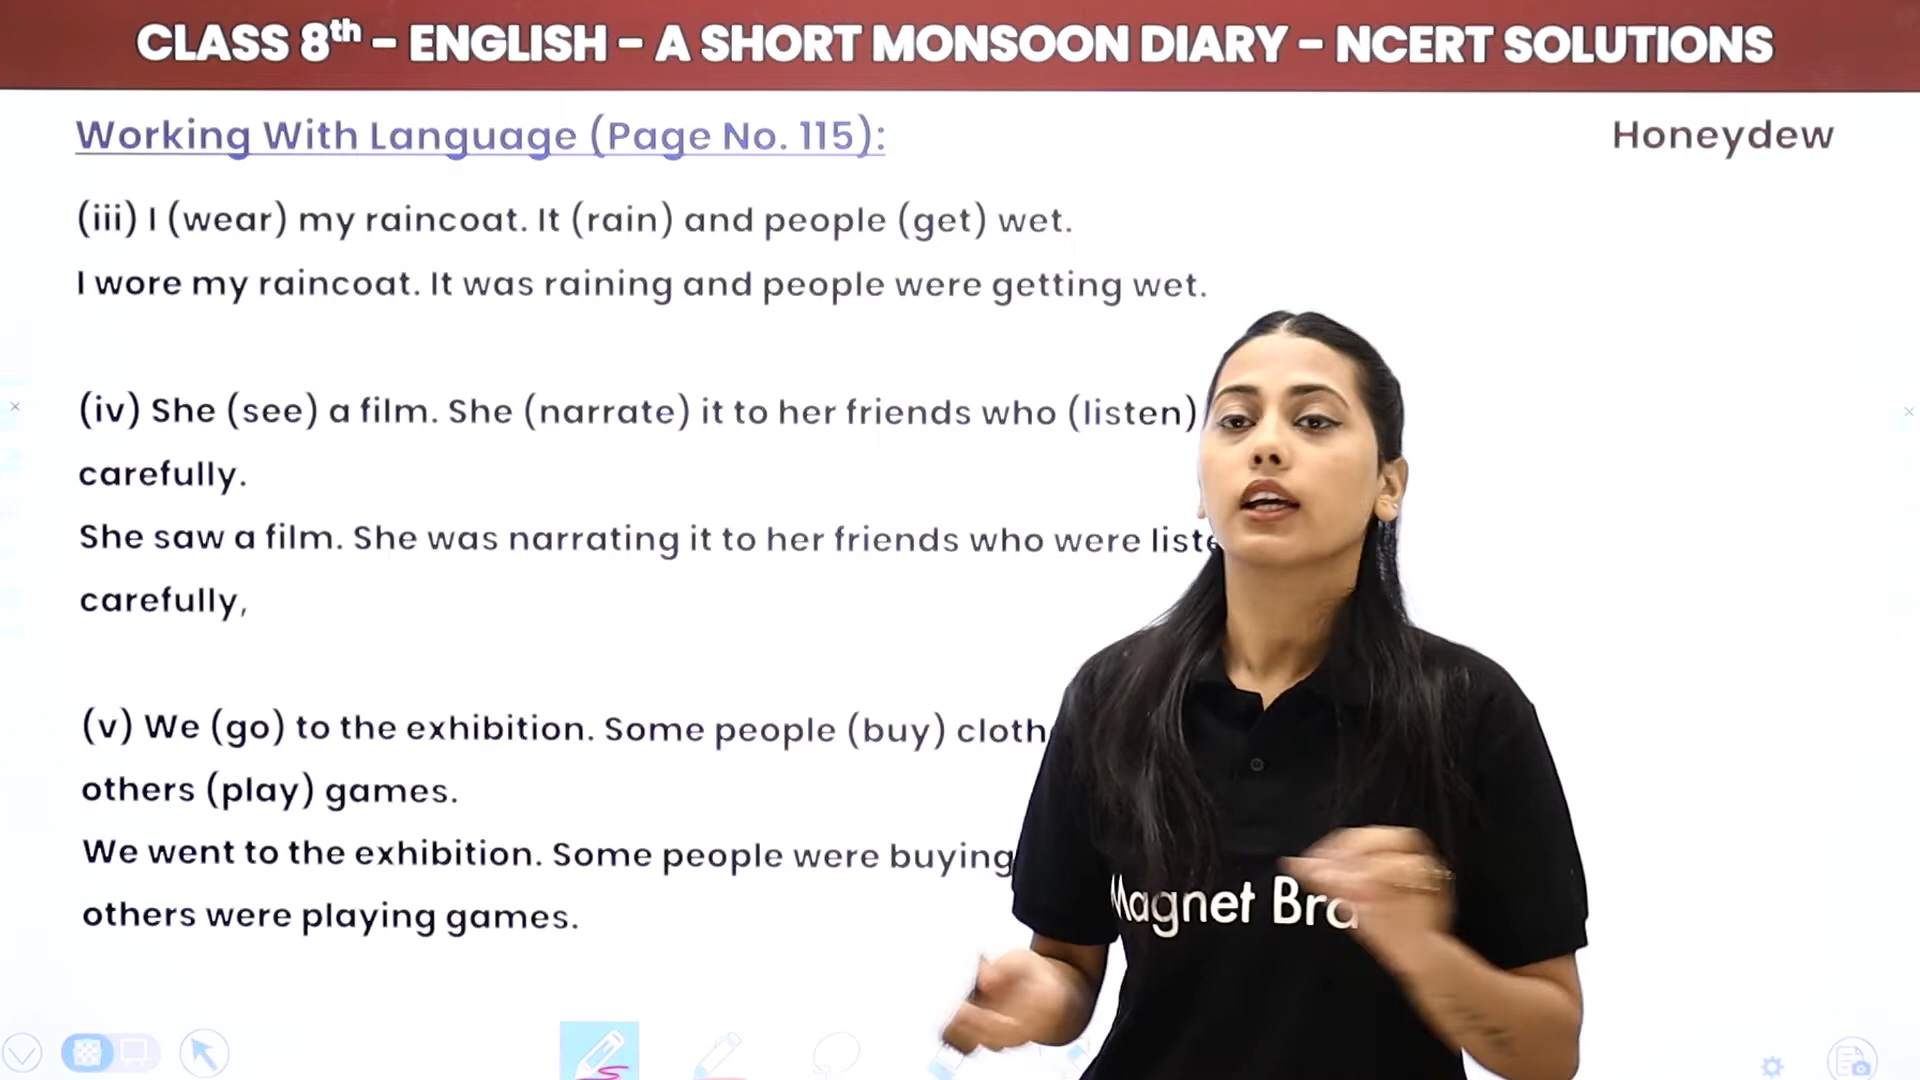 CLASS 8th – ENGLISH – A SHORT MONSOON DIARY – NCERT SOLUTIONS
Working With Language (Page No. 115):
Honeydew
(iii) I (wear) my raincoat. It (rain) and people (get) wet.
I wore my raincoat. It was raining and people were getting wet.
(iv) She (see) a film. She (narrate) it to her friends who (listen)
carefully.
She saw a film. She was narrating it to her friends who were
carefully,
(v) We (go) to the exhibition. Some people (buy)
others (play) games.
We went to the exhibition. Some people were buying
others were playing games.
Magnet